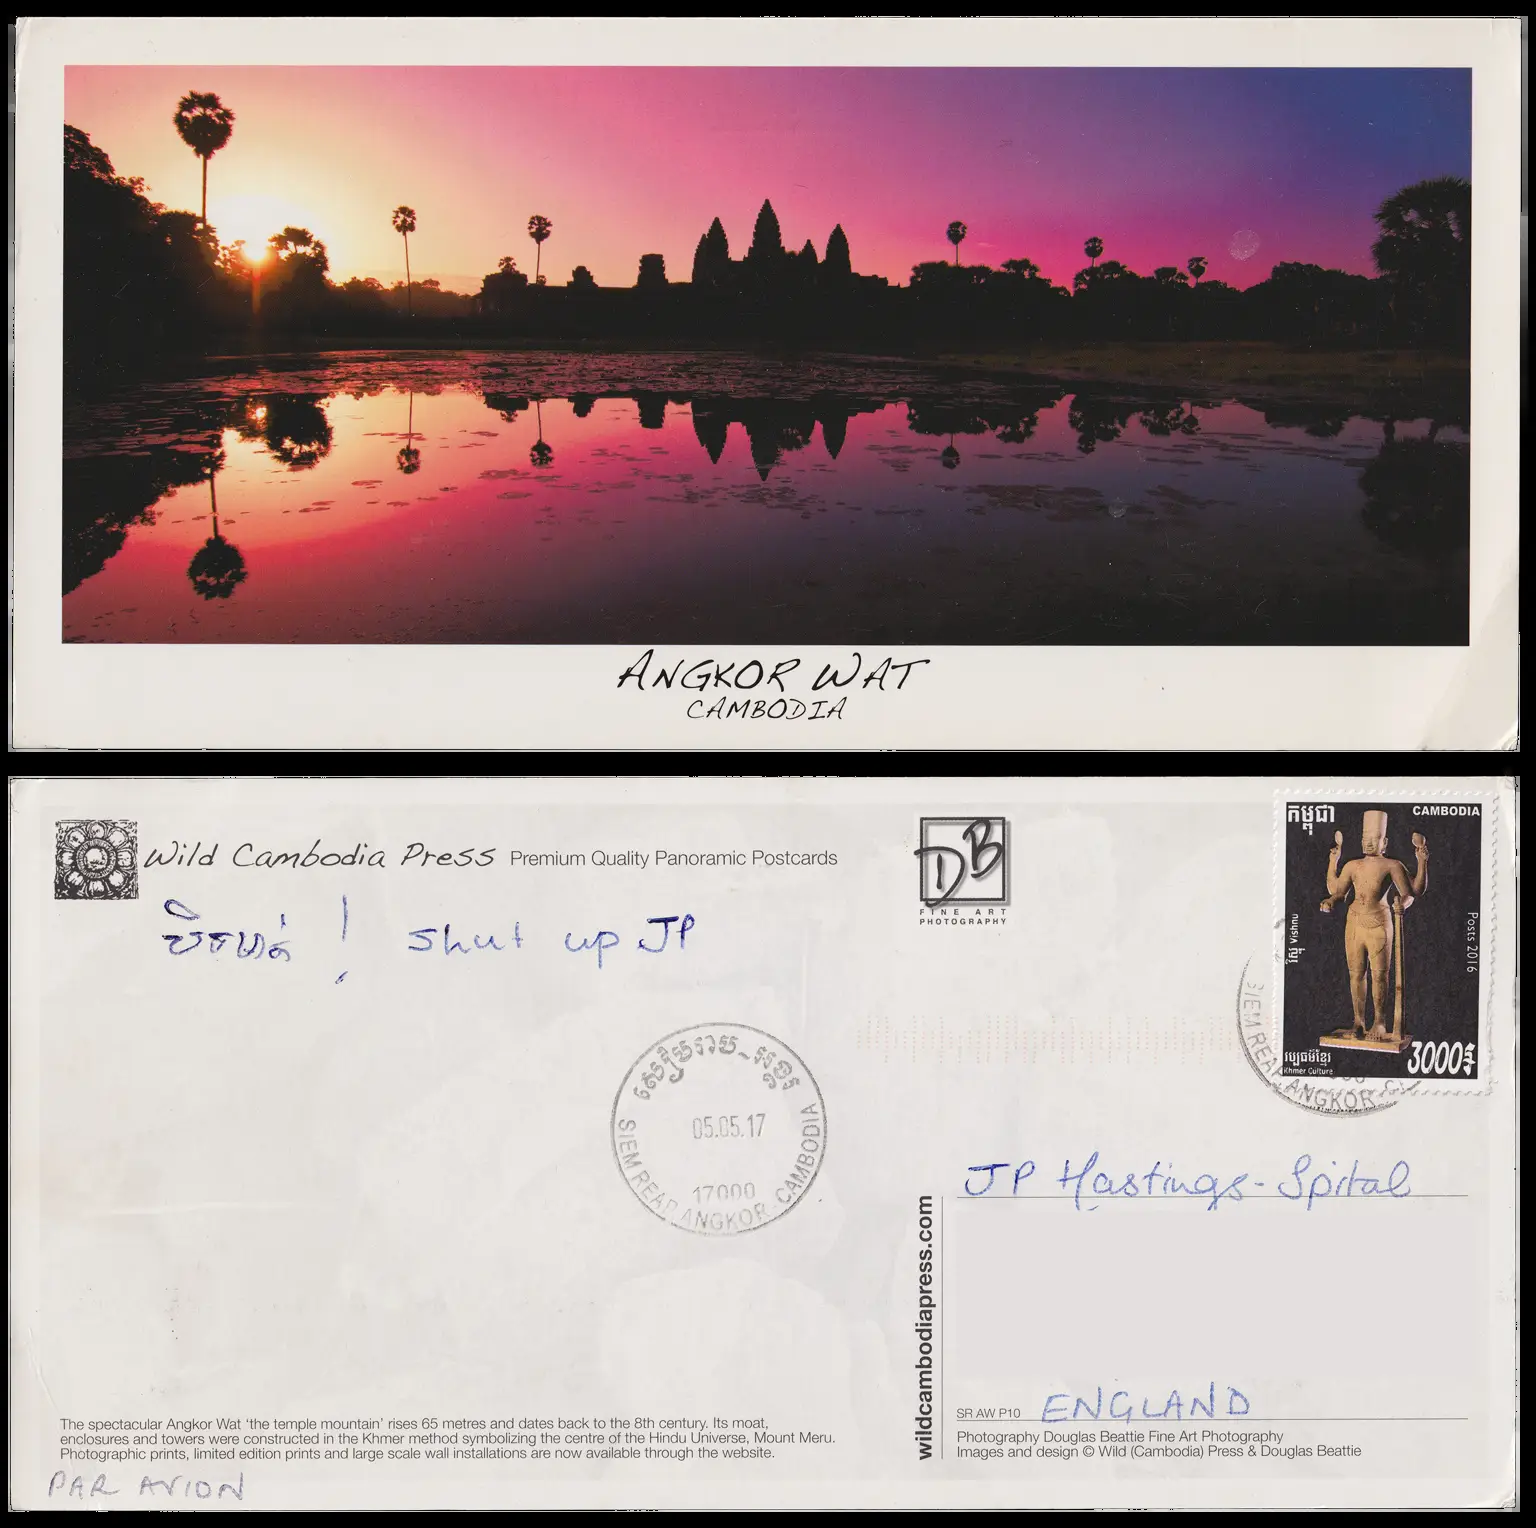 ANGKOR WAT
CAMBODIA
Wild Cambodia Press Premium Quality Panoramic Postcards
បិទមាត់ ! shut up JP
DB
FINE ART
PHOTOGRAPHY
កម្ពុជា CAMBODIA
វិស្ណុ Vishnu
Posts 2016
វប្បធម៌ខ្មែរ
Khmer Culture
3000៛
SIEM REAP ANGKOR
សៀមរាប-អង្គរ
05.05.17
17000
SIEM REAP ANGKOR-CAMBODIA
JP Hastings-Spital
wildcambodiapress.com
SR AW P10 ENGLAND
Photography Douglas Beattie Fine Art Photography
Images and design © Wild (Cambodia) Press & Douglas Beattie
The spectacular Angkor Wat ‘the temple mountain’ rises 65 metres and dates back to the 8th century. Its moat,
enclosures and towers were constructed in the Khmer method symbolizing the centre of the Hindu Universe, Mount Meru.
Photographic prints, limited edition prints and large scale wall installations are now available through the website.
PAR AVION